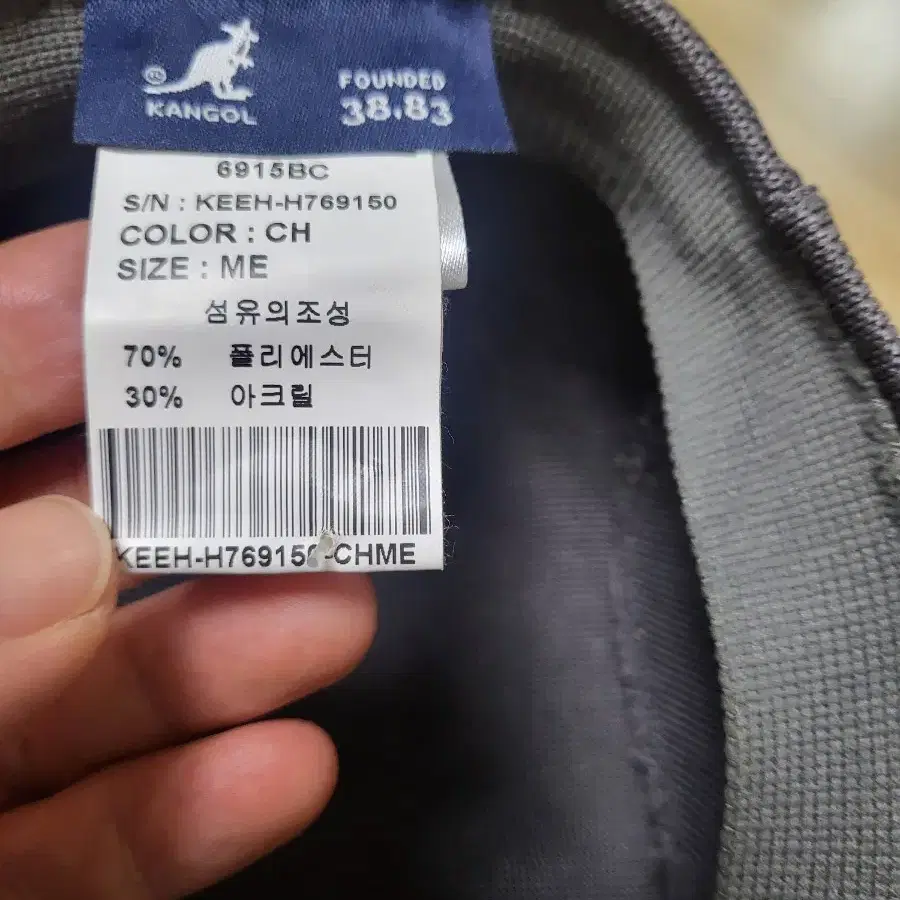 ® KANGOL
FOUNDED
38.83
6915BC
S/N : KEEH-H769150
COLOR : CH
SIZE : ME
섬유의조성
70% 폴리에스터
30% 아크릴
KEEH-H769150-CHME